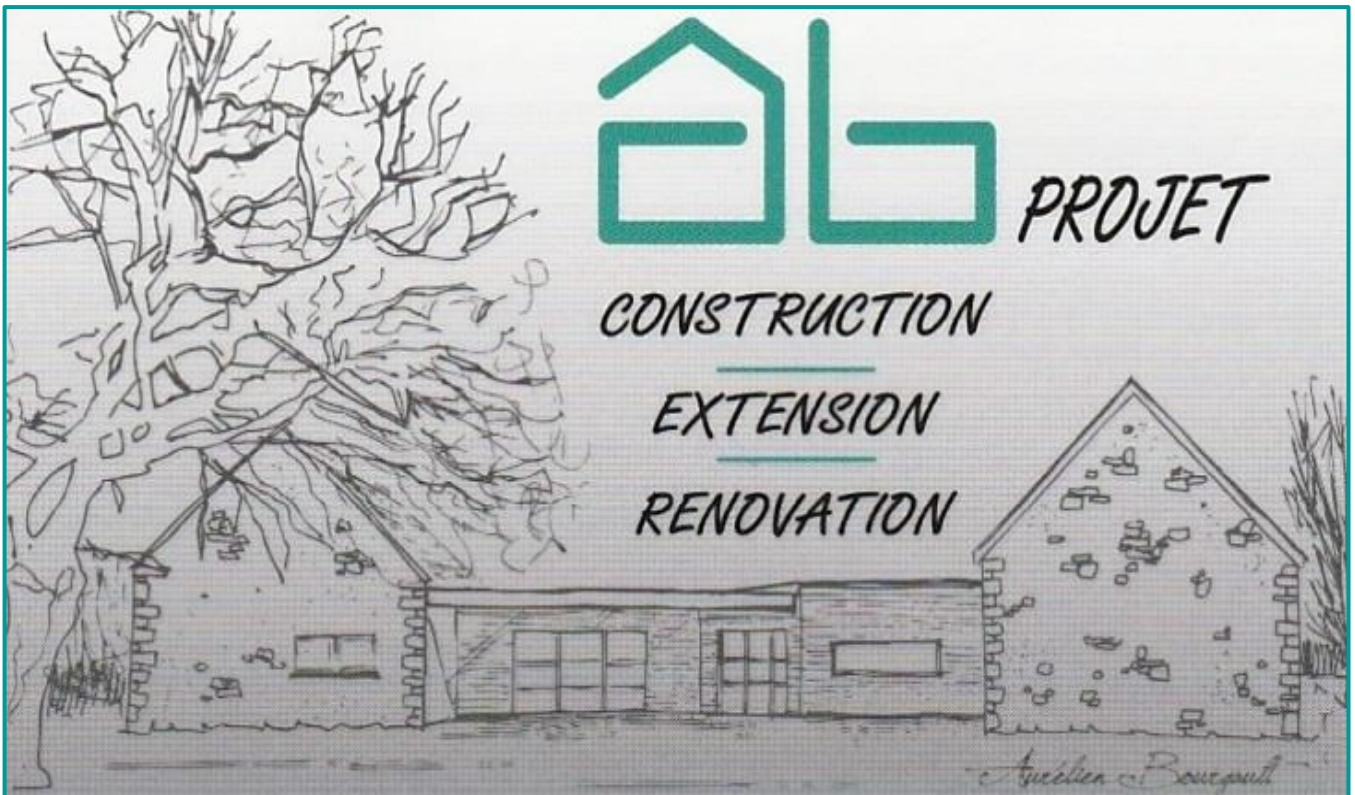 ab PROJET
CONSTRUCTION
EXTENSION
RENOVATION
Aurélien Bourgault